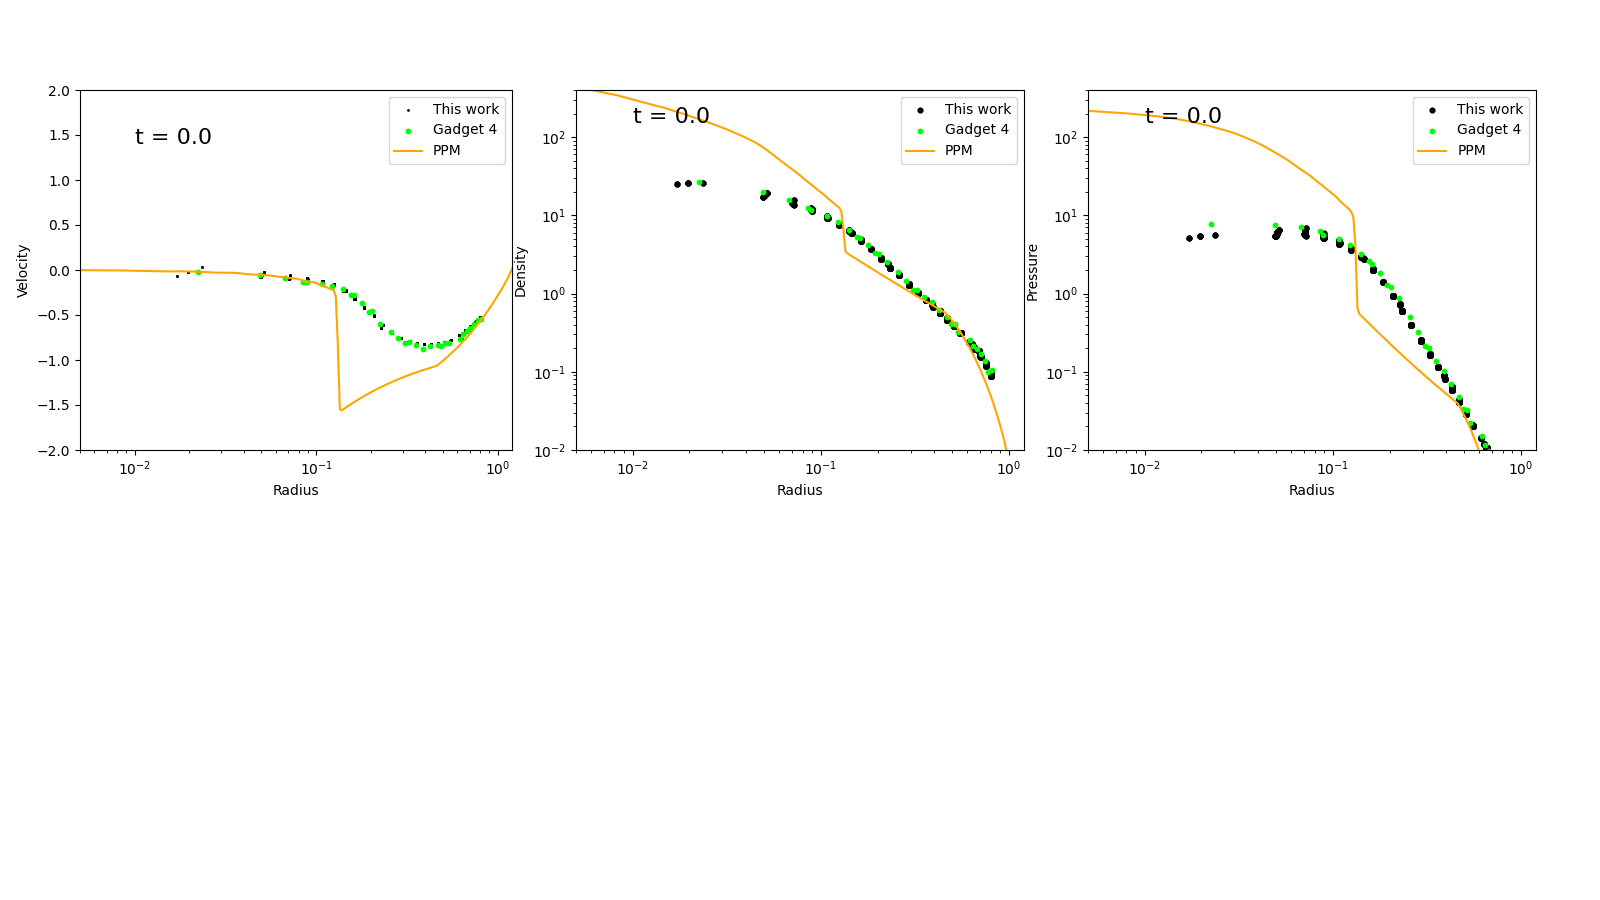 2.0
1.5
1.0
0.5
0.0
−0.5
−1.0
−1.5
−2.0
Velocity
t = 0.0
This work
Gadget 4
PPM
10⁻² 10⁻¹ 10⁰
Radius
10²
10¹
10⁰
10⁻¹
10⁻²
Density
t = 0.0
This work
Gadget 4
PPM
10⁻² 10⁻¹ 10⁰
Radius
10²
10¹
10⁰
10⁻¹
10⁻²
Pressure
t = 0.0
This work
Gadget 4
PPM
10⁻² 10⁻¹ 10⁰
Radius